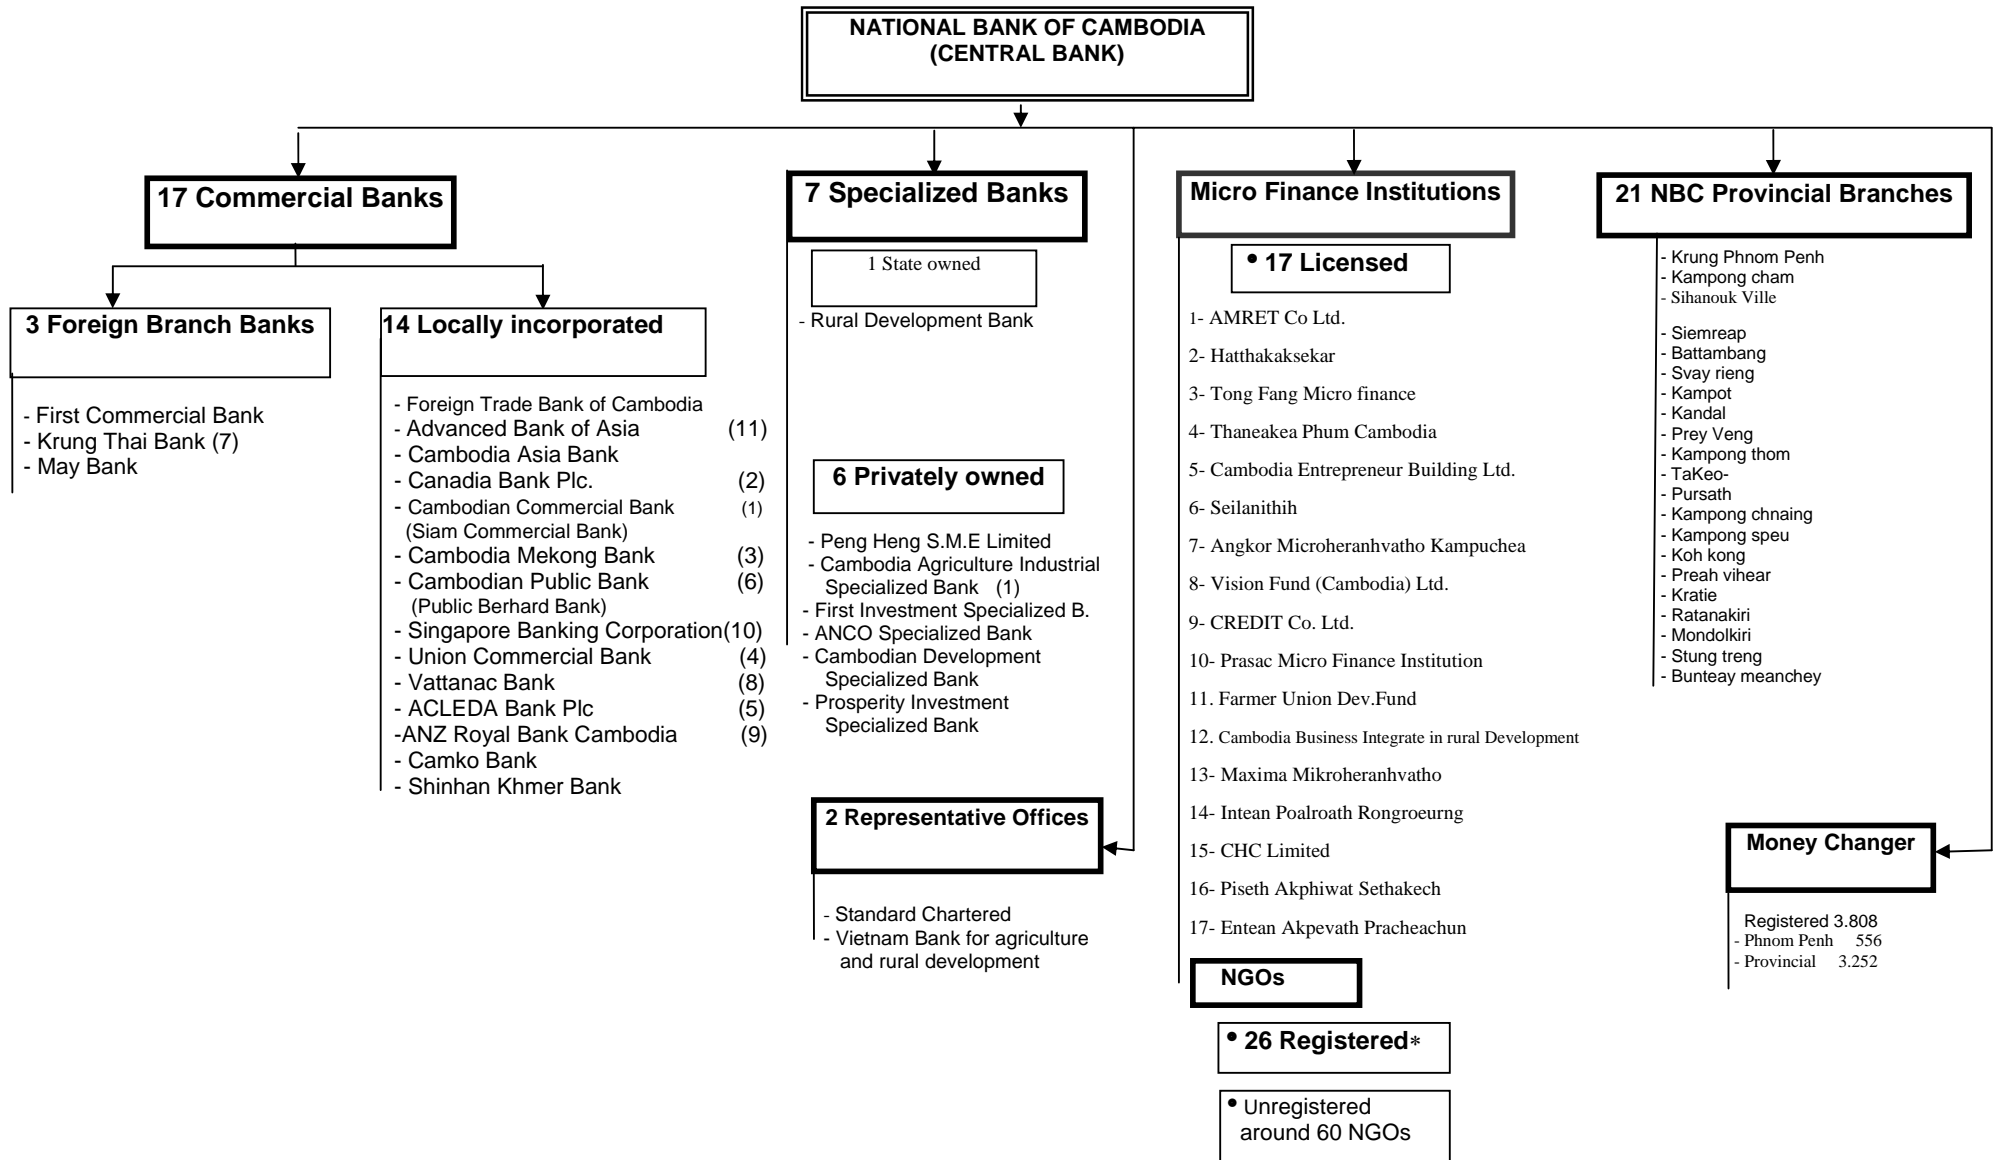 NATIONAL BANK OF CAMBODIA
(CENTRAL BANK)
17 Commercial Banks
3 Foreign Branch Banks
- First Commercial Bank
- Krung Thai Bank (7)
- May Bank
14 Locally incorporated
- Foreign Trade Bank of Cambodia
- Advanced Bank of Asia (11)
- Cambodia Asia Bank
- Canadia Bank Plc. (2)
- Cambodian Commercial Bank (1)
(Siam Commercial Bank)
- Cambodia Mekong Bank (3)
- Cambodian Public Bank (6)
(Public Berhard Bank)
- Singapore Banking Corporation(10)
- Union Commercial Bank (4)
- Vattanac Bank (8)
- ACLEDA Bank Plc (5)
-ANZ Royal Bank Cambodia (9)
- Camko Bank
- Shinhan Khmer Bank
7 Specialized Banks
1 State owned
- Rural Development Bank
6 Privately owned
- Peng Heng S.M.E Limited
- Cambodia Agriculture Industrial
Specialized Bank (1)
- First Investment Specialized B.
- ANCO Specialized Bank
- Cambodian Development
Specialized Bank
- Prosperity Investment
Specialized Bank
2 Representative Offices
- Standard Chartered
- Vietnam Bank for agriculture
and rural development
Micro Finance Institutions
• 17 Licensed
1- AMRET Co Ltd.
2- Hatthakaksekar
3- Tong Fang Micro finance
4- Thaneakea Phum Cambodia
5- Cambodia Entrepreneur Building Ltd.
6- Seilanithih
7- Angkor Microheranhvatho Kampuchea
8- Vision Fund (Cambodia) Ltd.
9- CREDIT Co. Ltd.
10- Prasac Micro Finance Institution
11. Farmer Union Dev.Fund
12. Cambodia Business Integrate in rural Development
13- Maxima Mikroheranhvatho
14- Intean Poalroath Rongroeurng
15- CHC Limited
16- Piseth Akphiwat Sethakech
17- Entean Akpevath Pracheachun
NGOs
• 26 Registered*
• Unregistered
around 60 NGOs
21 NBC Provincial Branches
- Krung Phnom Penh
- Kampong cham
- Sihanouk Ville
- Siemreap
- Battambang
- Svay rieng
- Kampot
- Kandal
- Prey Veng
- Kampong thom
- TaKeo-
- Pursath
- Kampong chnaing
- Kampong speu
- Koh kong
- Preah vihear
- Kratie
- Ratanakiri
- Mondolkiri
- Stung treng
- Bunteay meanchey
Money Changer
Registered 3.808
- Phnom Penh 556
- Provincial 3.252